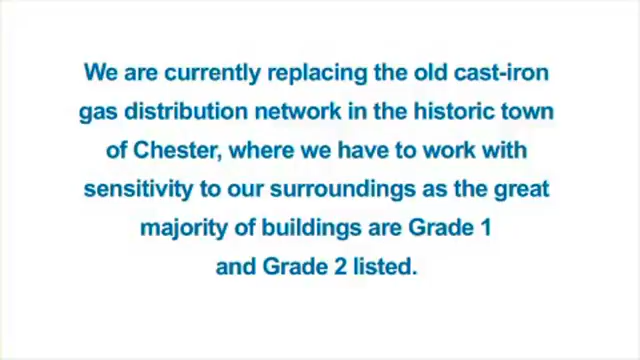 We are currently replacing the old cast-iron
gas distribution network in the historic town
of Chester, where we have to work with
sensitivity to our surroundings as the great
majority of buildings are Grade 1
and Grade 2 listed.